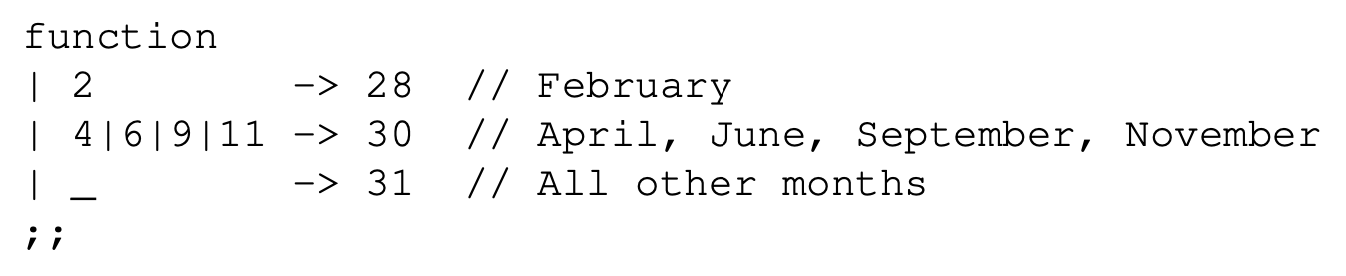 function
| 2        -> 28  // February
| 4|6|9|11 -> 30  // April, June, September, November
| _        -> 31  // All other months
;;